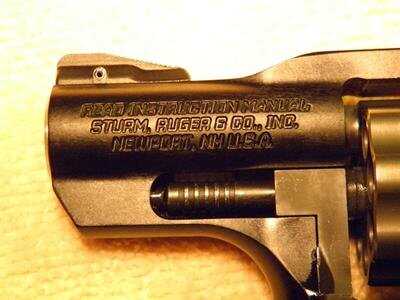 READ INSTRUCTION MANUAL
STURM, RUGER & CO., INC.
NEWPORT, NH U.S.A.